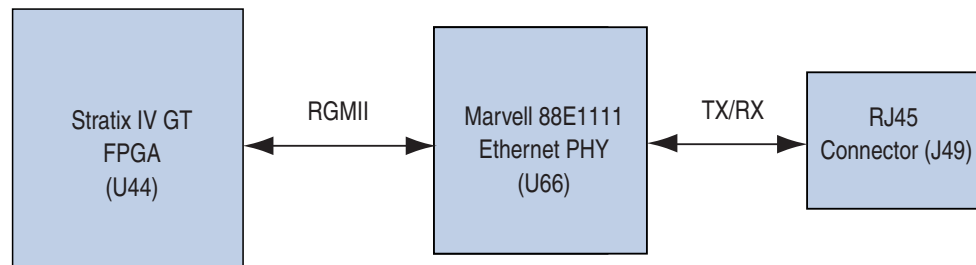 Stratix IV GT
FPGA
(U44)
RGMII
Marvell 88E1111
Ethernet PHY
(U66)
TX/RX
RJ45
Connector (J49)